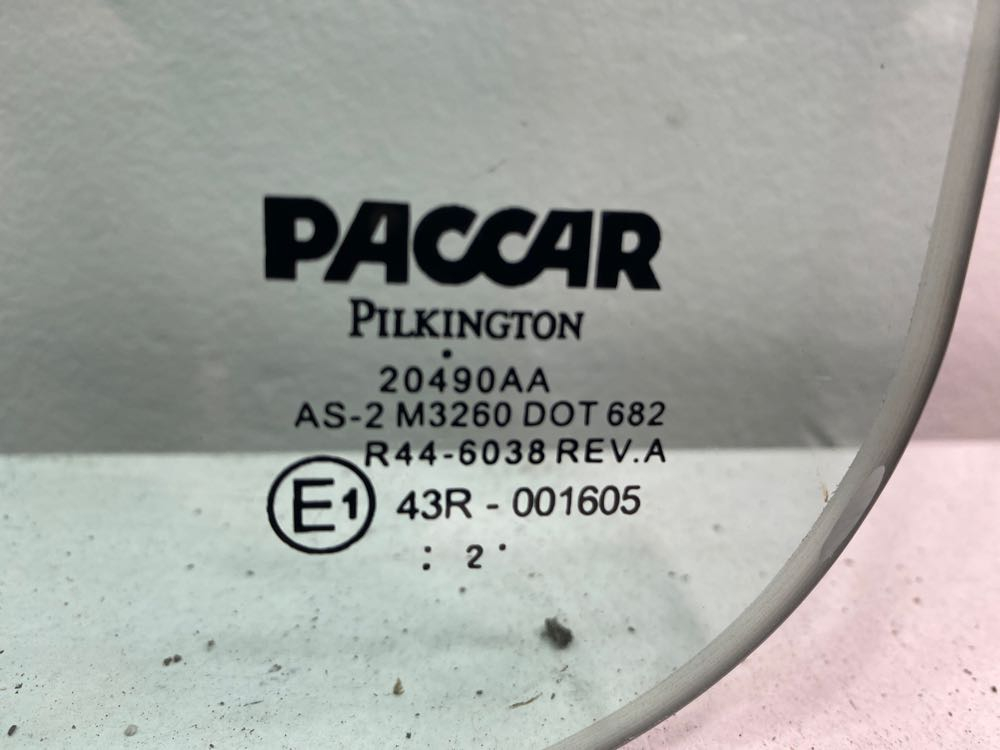 PACCAR
PILKINGTON
20490AA
AS-2 M3260 DOT 682
R44-6038 REV.A
E1 43R - 001605
: 2 ·